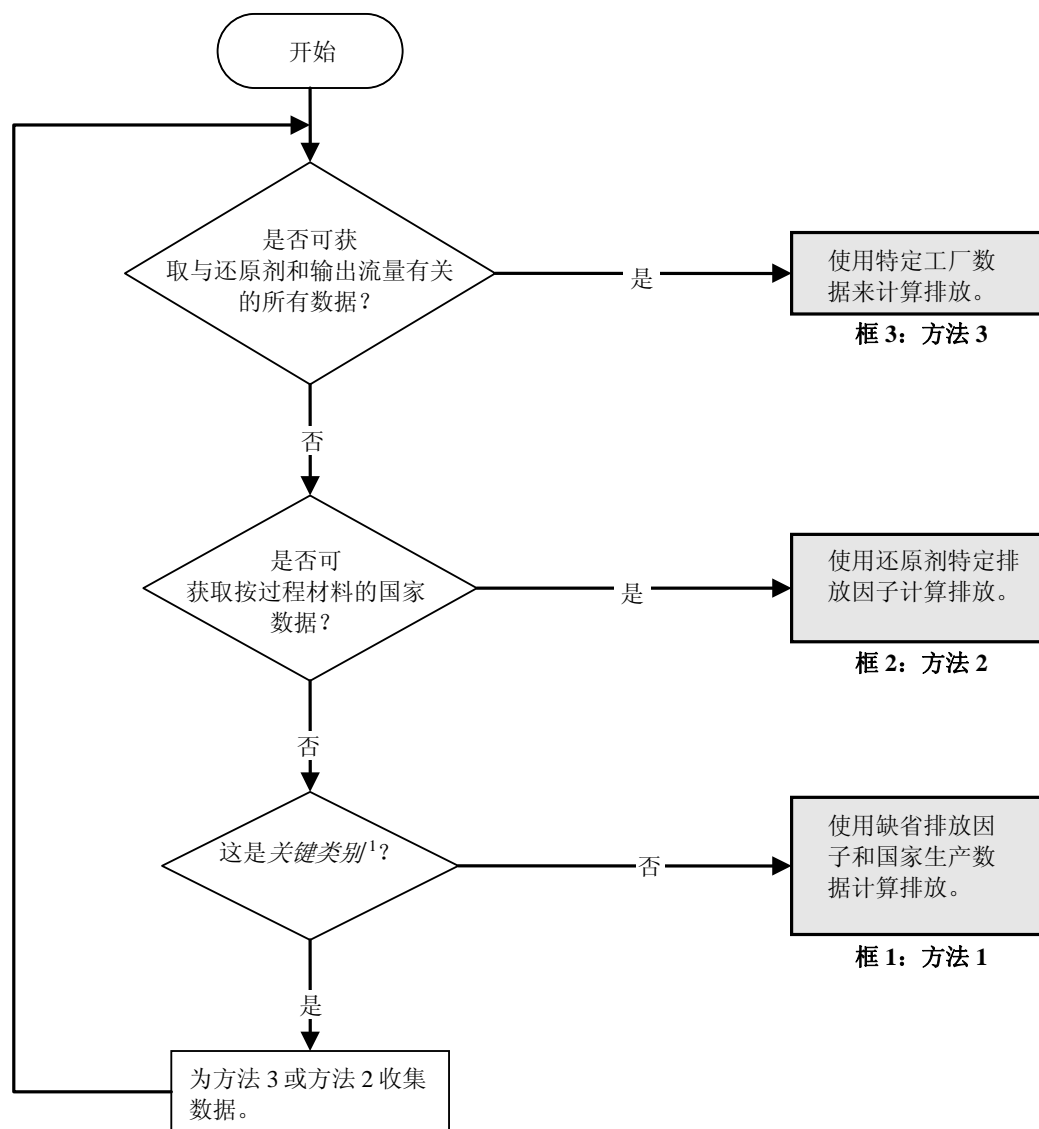 开始
是否可获
取与还原剂和输出流量有关
的所有数据？
是
使用特定工厂数
据来计算排放。
框 3：方法 3
否
是否可
获取按过程材料的国家
数据？
是
使用还原剂特定排
放因子计算排放。
框 2：方法 2
否
这是关键类别¹？
否
使用缺省排放因
子和国家生产数
据计算排放。
框 1：方法 1
是
为方法 3 或方法 2 收集
数据。